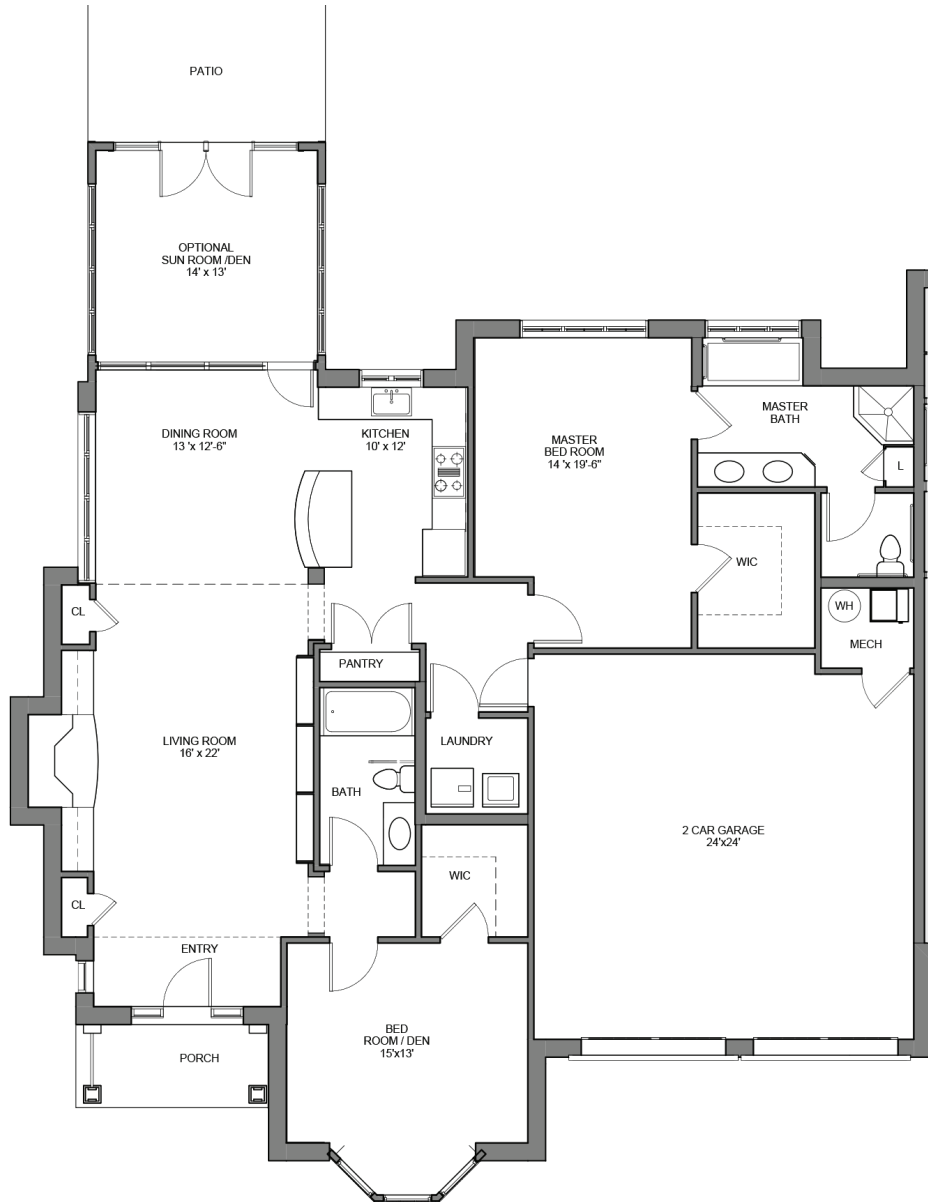 PATIO
OPTIONAL
SUN ROOM /DEN
14' x 13'
DINING ROOM
13 'x 12'-6"
KITCHEN
10' x 12'
MASTER
BED ROOM
14 'x 19'-6"
MASTER
BATH
L
WIC
WH
MECH
CL
PANTRY
LIVING ROOM
16' x 22'
LAUNDRY
BATH
2 CAR GARAGE
24'x24'
WIC
CL
ENTRY
BED
ROOM / DEN
15'x13'
PORCH